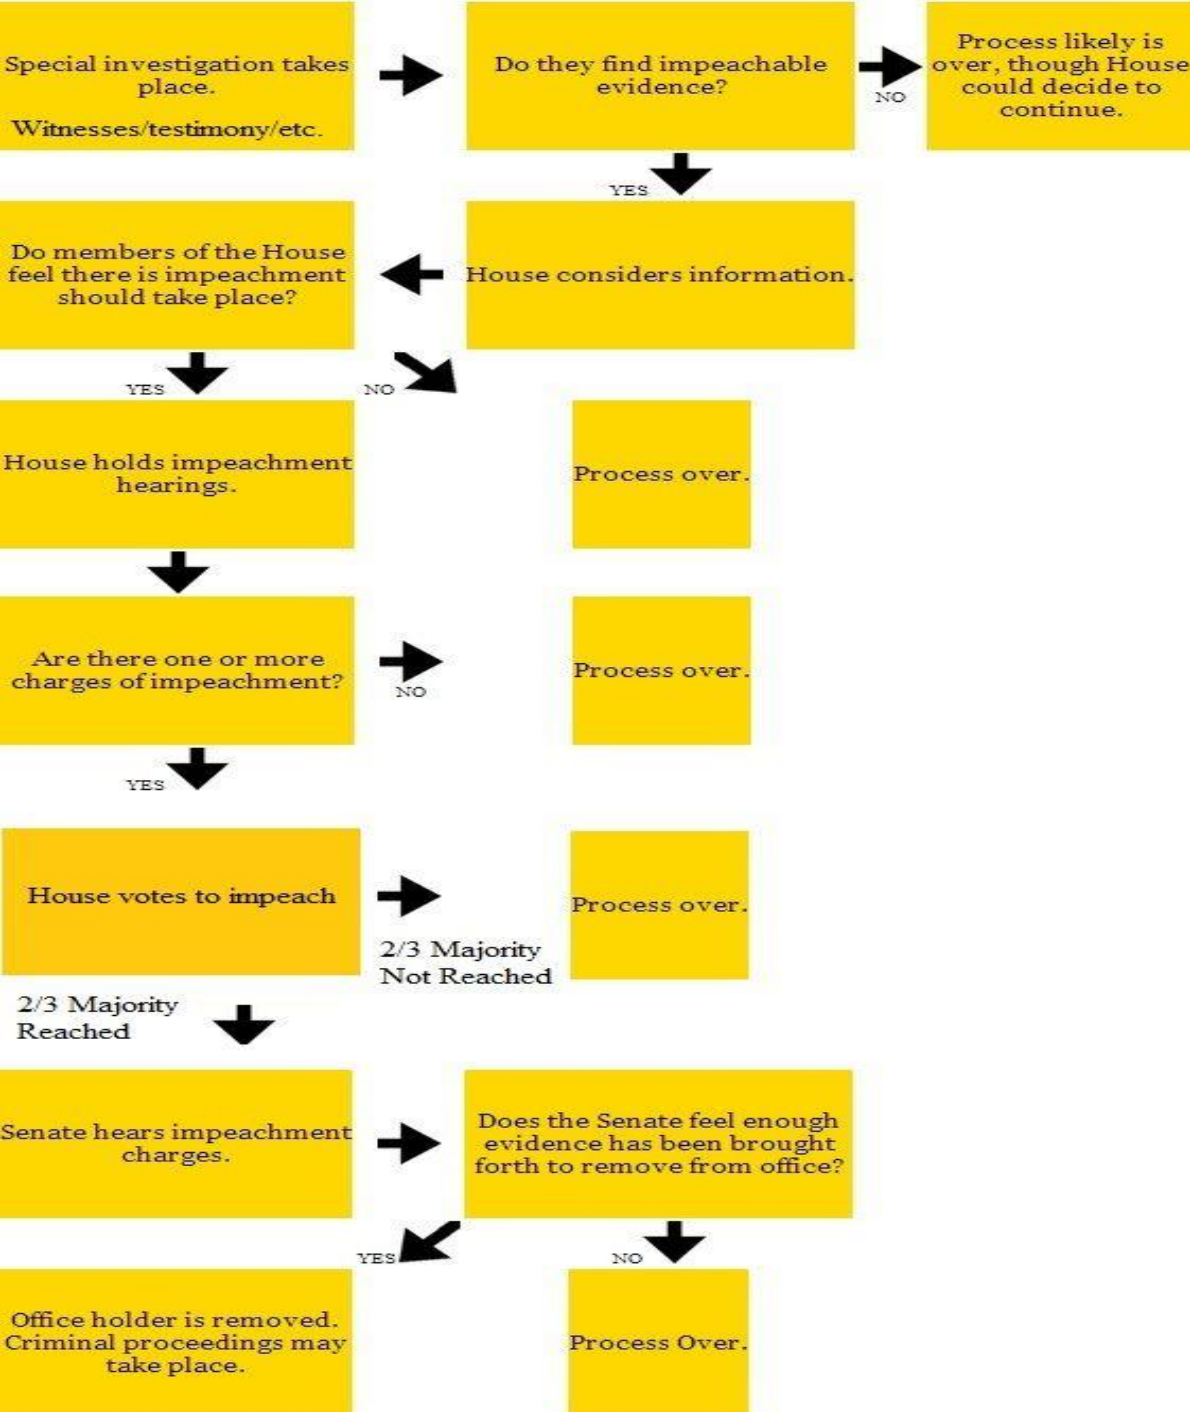 Special investigation takes
place.
Witnesses/testimony/etc.
Do they find impeachable
evidence?
NO
Process likely is
over, though House
could decide to
continue.
YES
Do members of the House
feel there is impeachment
should take place?
House considers information.
YES
NO
House holds impeachment
hearings.
Process over.
Are there one or more
charges of impeachment?
NO
Process over.
YES
House votes to impeach
2/3 Majority
Not Reached
Process over.
2/3 Majority
Reached
Senate hears impeachment
charges.
Does the Senate feel enough
evidence has been brought
forth to remove from office?
YES
NO
Office holder is removed.
Criminal proceedings may
take place.
Process Over.